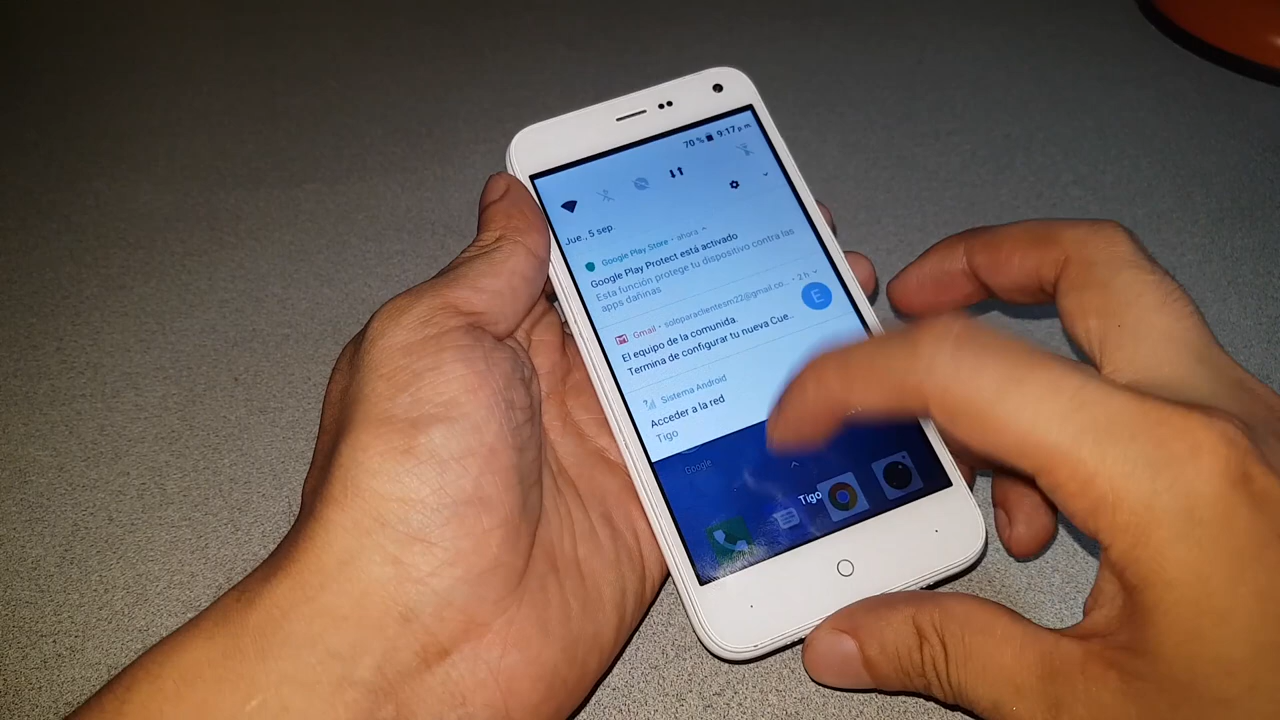 70 % 9:17 p. m.
Jue., 5 sep.
Google Play Store • ahora
Google Play Protect está activado
Esta función protege tu dispositivo contra las
apps dañinas
Gmail • soloparaclientesm22@gmail.co... • 2 h
E
El equipo de la comunida.
Termina de configurar tu nueva Cue..
? Sistema Android
Acceder a la red
Tigo
Google
Tigo